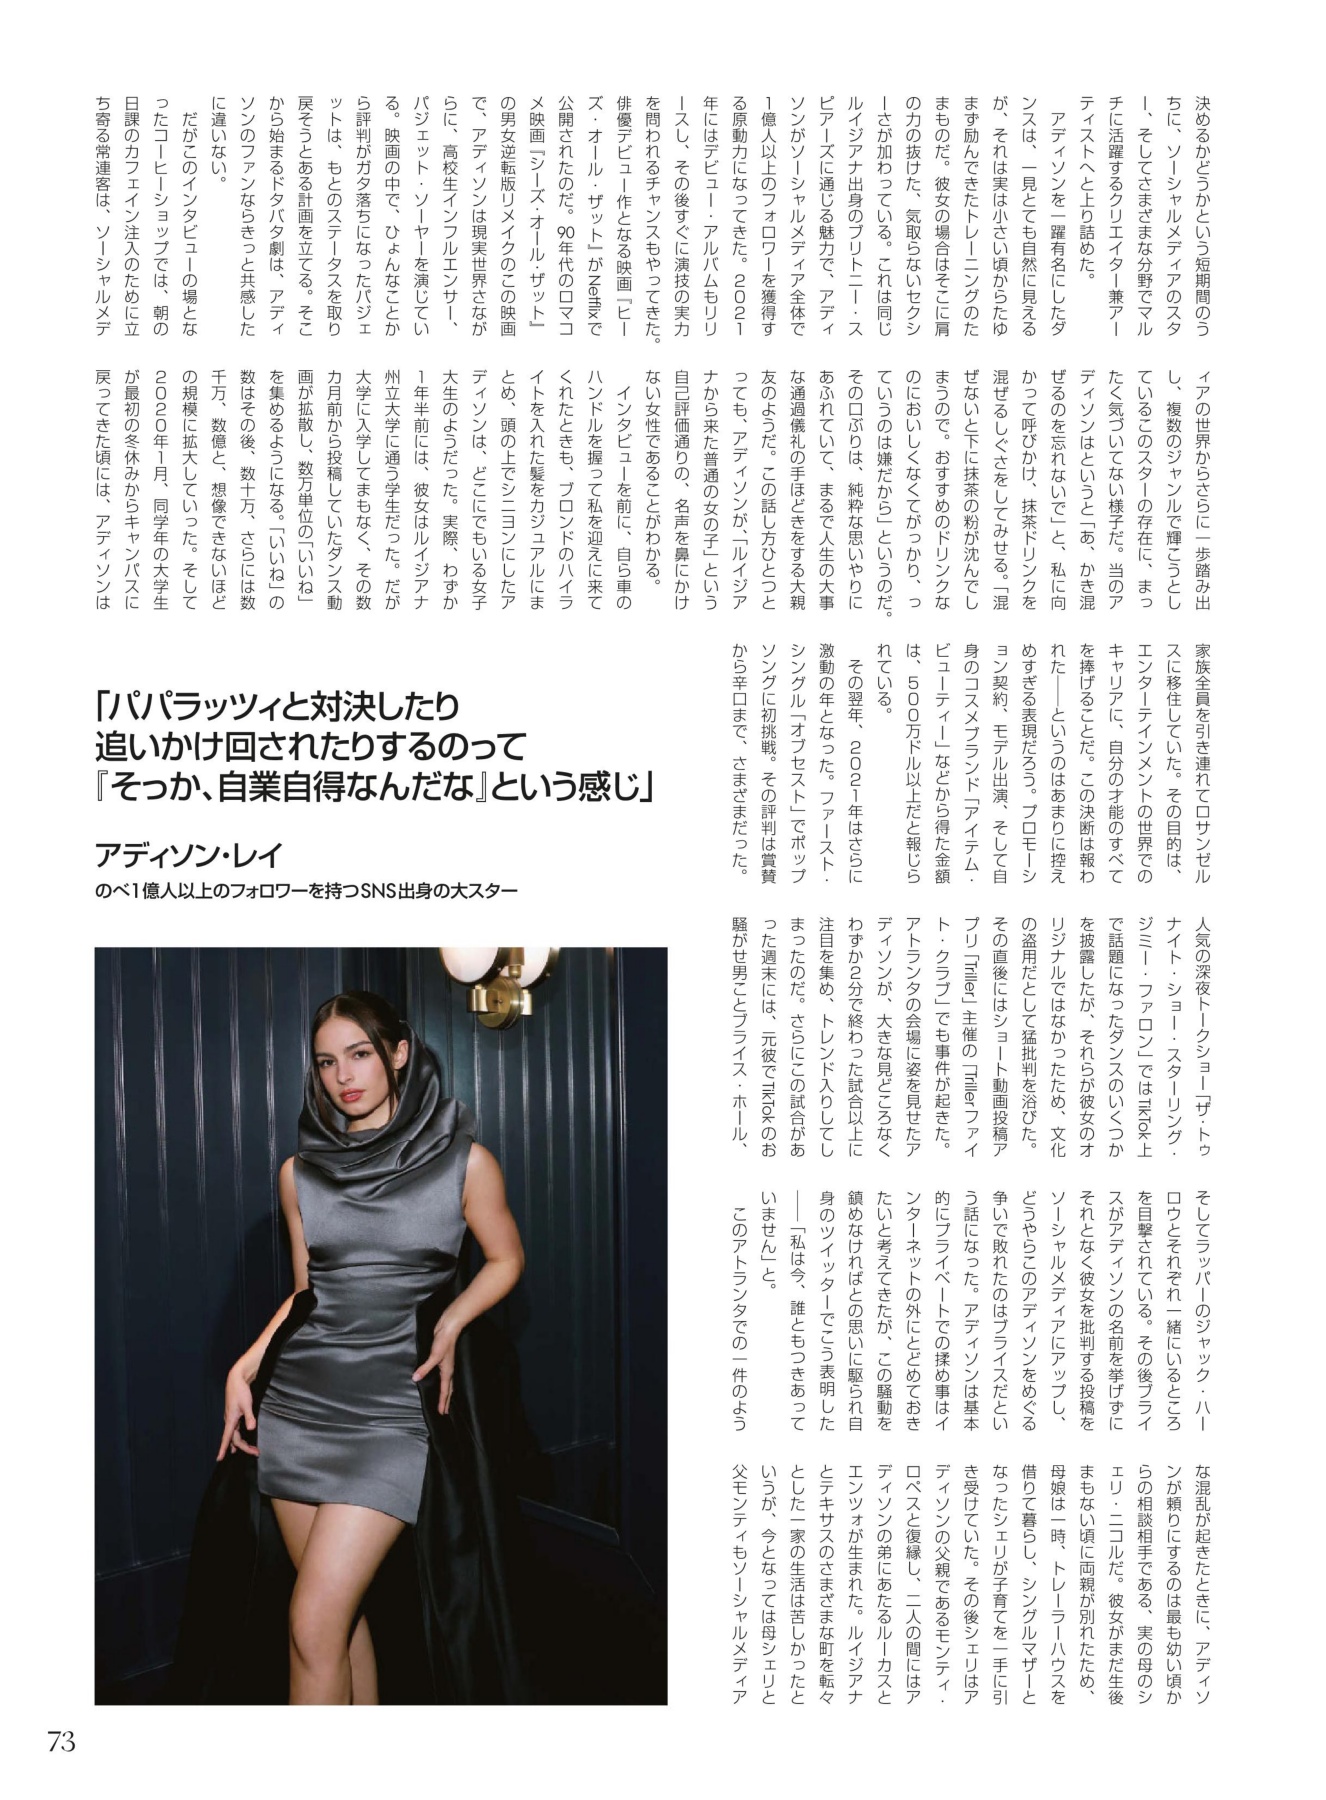 決めるかどうかという短期間のう
ちに、ソーシャルメディアのスタ
ー、そしてさまざまな分野でマル
チに活躍するクリエイター兼アー
ティストへと上り詰めた。
アディソンを一躍有名にしたダ
ンスは、一見とても自然に見える
が、それは実は小さい頃からたゆ
まず励んできたトレーニングのた
まものだ。彼女の場合はそこに肩
の力の抜けた、気取らないセクシ
ーさが加わっている。これは同じ
ルイジアナ出身のブリトニー・ス
ピアーズに通じる魅力で、アディ
ソンがソーシャルメディア全体で
1億人以上のフォロワーを獲得す
る原動力になってきた。2021
年にはデビュー・アルバムもリリ
ースし、その後すぐに演技の実力
を問われるチャンスもやってきた。
俳優デビュー作となる映画『ヒー
ズ・オール・ザット』がNetflixで
公開されたのだ。90年代のロマコ
メ映画『シーズ・オール・ザット』
の男女逆転版リメイクのこの映画
で、アディソンは現実世界さなが
らに、高校生インフルエンサー、
パジェット・ソーヤーを演じてい
る。映画の中で、ひょんなことか
ら評判がガタ落ちになったパジェ
ットは、もとのステータスを取り
戻そうとある計画を立てる。そこ
から始まるドタバタ劇は、アディ
ソンのファンならきっと共感した
に違いない。
だがこのインタビューの場とな
ったコーヒーショップでは、朝の
日課のカフェイン注入のために立
ち寄る常連客は、ソーシャルメデ
ィアの世界からさらに一歩踏み出
し、複数のジャンルで輝こうとし
ているこのスターの存在に、まっ
たく気づいてない様子だ。当のア
ディソンはというと「あ、かき混
ぜるのを忘れないで」と、私に向
かって呼びかけ、抹茶ドリンクを
混ぜるしぐさをしてみせる。「混
ぜないと下に抹茶の粉が沈んでし
まうので。おすすめのドリンクな
のにおいしくなくてがっかり、っ
ていうのは嫌だから」というのだ。
その口ぶりは、純粋な思いやりに
あふれていて、まるで人生の大事
な通過儀礼の手ほどきをする大親
友のようだ。この話し方ひとつと
っても、アディソンが、「ルイジア
ナから来た普通の女の子」という
自己評価通りの、名声を鼻にかけ
ない女性であることがわかる。
インタビューを前に、自ら車の
ハンドルを握って私を迎えに来て
くれたときも、ブロンドのハイラ
イトを入れた髪をカジュアルにま
とめ、頭の上でシニヨンにしたア
ディソンは、どこにでもいる女子
大生のようだった。実際、わずか
1年半前には、彼女はルイジアナ
州立大学に通う学生だった。だが
大学に入学してまもなく、その数
カ月前から投稿していたダンス動
画が拡散し、数万単位の「いいね」
を集めるようになる。「いいね」の
数はその後、数十万、さらには数
千万、数億と、想像できないほど
の規模に拡大していった。そして
2020年1月、同学年の大学生
が最初の冬休みからキャンパスに
戻ってきた頃には、アディソンは
家族全員を引き連れてロサンゼル
スに移住していた。その目的は、
エンターテインメントの世界での
キャリアに、自分の才能のすべて
を捧げることだ。この決断は報わ
れた――というのはあまりに控え
めすぎる表現だろう。プロモーシ
ョン契約、モデル出演、そして自
身のコスメブランド「アイテム・
ビューティー」などから得た金額
は、500万ドル以上だと報じら
れている。
その翌年、2021年はさらに
激動の年となった。ファースト・
シングル「オブセスト」でポップ
ソングに初挑戦。その評判は賞賛
から辛口まで、さまざまだった。
人気の深夜トークショー「ザ・トゥ
ナイト・ショー・スターリング・
ジミー・ファロン」ではTikTok上
で話題になったダンスのいくつか
を披露したが、それらが彼女のオ
リジナルではなかったため、文化
の盗用だとして猛批判を浴びた。
その直後にはショート動画投稿ア
プリ「Triller」主催の「Trillerファイ
ト・クラブ」でも事件が起きた。
アトランタの会場に姿を見せたア
ディソンが、大きな見どころなく
わずか2分で終わった試合以上に
注目を集め、トレンド入りしてし
まったのだ。さらにこの試合があ
った週末には、元彼でTikTokのお
騒がせ男ことブライス・ホール、
そしてラッパーのジャック・ハー
ロウとそれぞれ一緒にいるところ
を目撃されている。その後ブライ
スがアディソンの名前を挙げずに
それとなく彼女を批判する投稿を
ソーシャルメディアにアップし、
どうやらこのアディソンをめぐる
争いで敗れたのはブライスだとい
う話になった。アディソンは基本
的にプライベートでの揉め事はイ
ンターネットの外にとどめておき
たいと考えてきたが、この騒動を
鎮めなければとの思いに駆られ自
身のツイッターでこう表明した
――「私は今、誰ともつきあって
いません」と。
このアトランタでの一件のよう
な混乱が起きたときに、アディソ
ンが頼りにするのは最も幼い頃か
らの相談相手である、実の母のシ
ェリ・ニコルだ。彼女がまだ生後
まもない頃に両親が別れたため、
母娘は一時、トレーラーハウスを
借りて暮らし、シングルマザーと
なったシェリが子育てを一手に引
き受けていた。その後シェリはア
ディソンの父親であるモンティ・
ロペスと復縁し、二人の間にはア
ディソンの弟にあたるルーカスと
エンツォが生まれた。ルイジアナ
とテキサスのさまざまな町を転々
とした一家の生活は苦しかったと
いうが、今となっては母シェリと
父モンティもソーシャルメディア
「パパラッツィと対決したり
追いかけ回されたりするのって
『そっか、自業自得なんだな』という感じ」
アディソン・レイ
のべ1億人以上のフォロワーを持つSNS出身の大スター
73